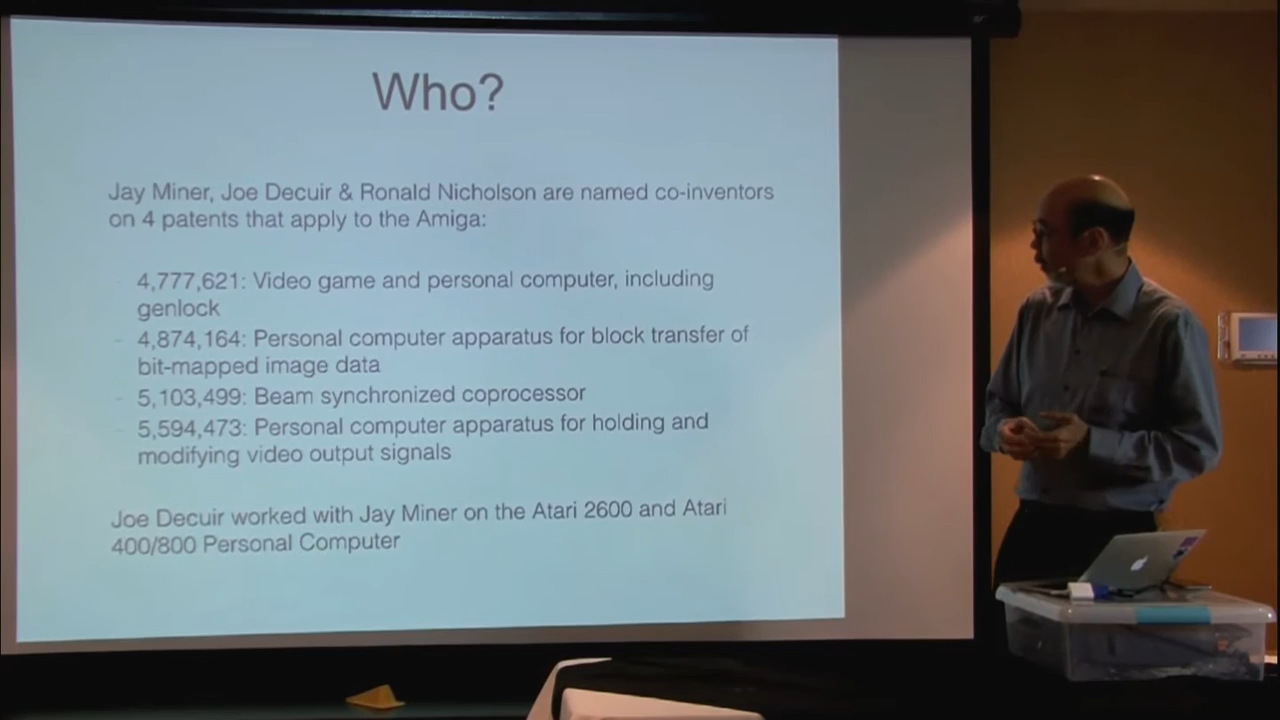 Who?
Jay Miner, Joe Decuir & Ronald Nicholson are named co-inventors
on 4 patents that apply to the Amiga:
- 4,777,621: Video game and personal computer, including
genlock
- 4,874,164: Personal computer apparatus for block transfer of
bit-mapped image data
- 5,103,499: Beam synchronized coprocessor
- 5,594,473: Personal computer apparatus for holding and
modifying video output signals
Joe Decuir worked with Jay Miner on the Atari 2600 and Atari
400/800 Personal Computer